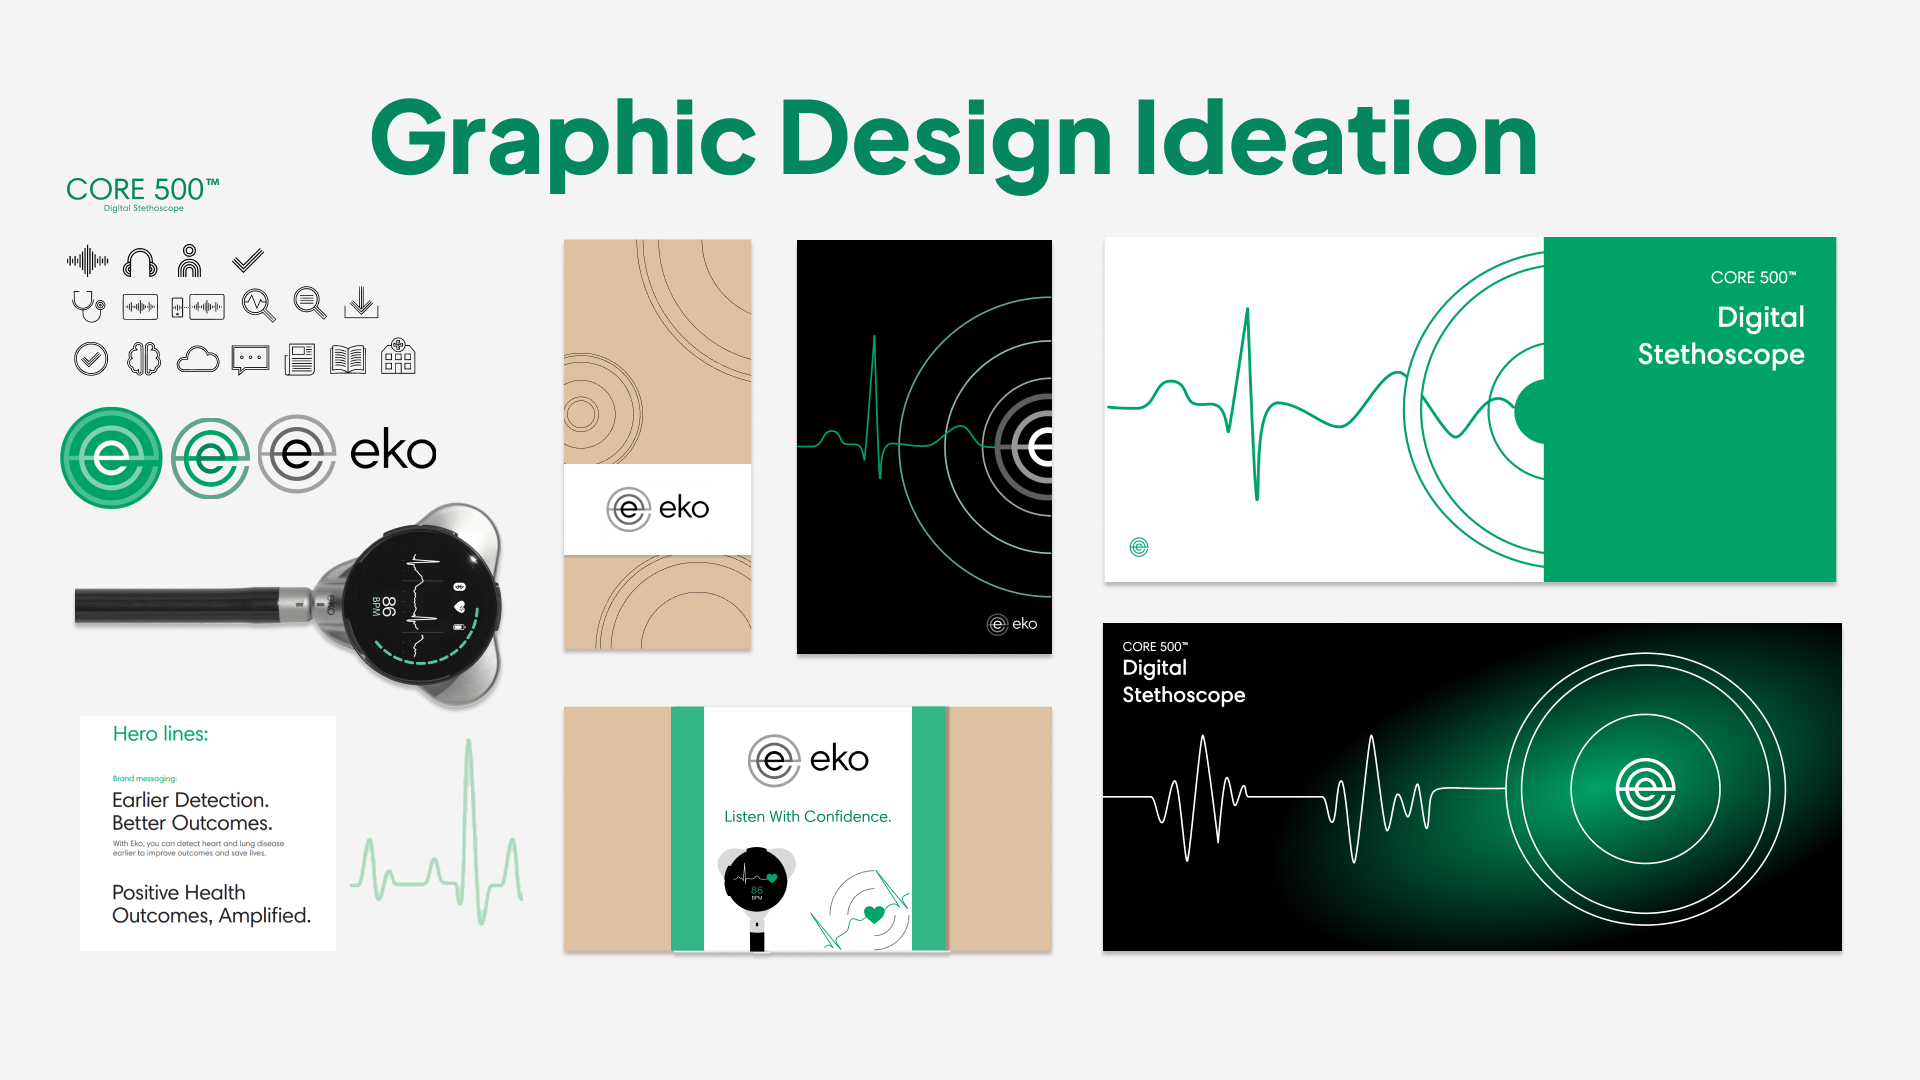 Graphic Design Ideation
CORE 500™
Digital Stethoscope
e
e
e eko
eko
86
BPM
Hero lines:
Brand messaging:
Earlier Detection.
Better Outcomes.
With Eko, you can detect heart and lung disease
earlier to improve outcomes and save lives.
Positive Health
Outcomes, Amplified.
e eko
e
e eko
e eko
Listen With Confidence.
86
BPM
CORE 500™
Digital
Stethoscope
e
CORE 500™
Digital
Stethoscope
e